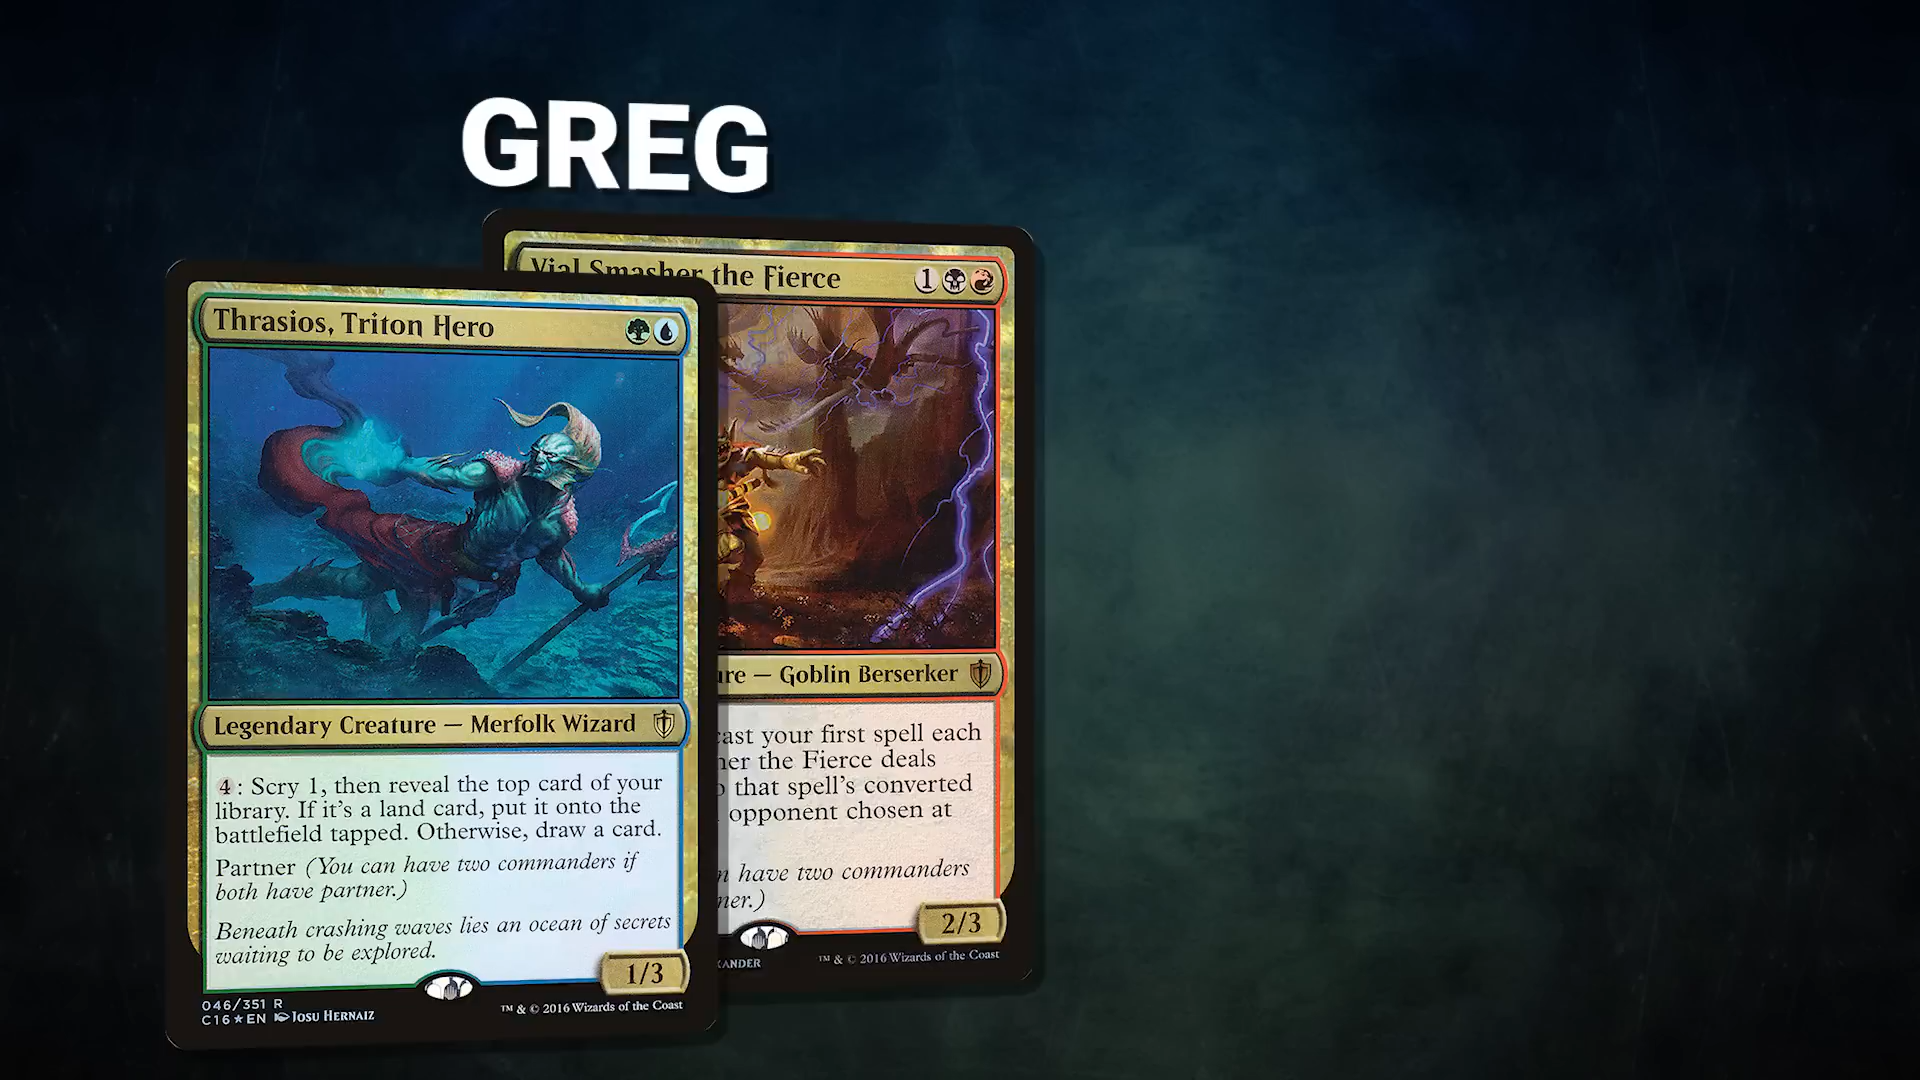 GREG
Thrasios, Triton Hero
Legendary Creature — Merfolk Wizard
4: Scry 1, then reveal the top card of your
library. If it's a land card, put it onto the
battlefield tapped. Otherwise, draw a card.
Partner (You can have two commanders if
both have partner.)
Beneath crashing waves lies an ocean of secrets
waiting to be explored.
1/3
046/351 R
C16★EN Josu Hernaiz
™ & © 2016 Wizards of the Coast
Vial Smasher the Fierce
1
— Goblin Berserker
cast your first spell each
the Fierce deals
that spell's converted
opponent chosen at
have two commanders
2/3
™ & © 2016 Wizards of the Coast